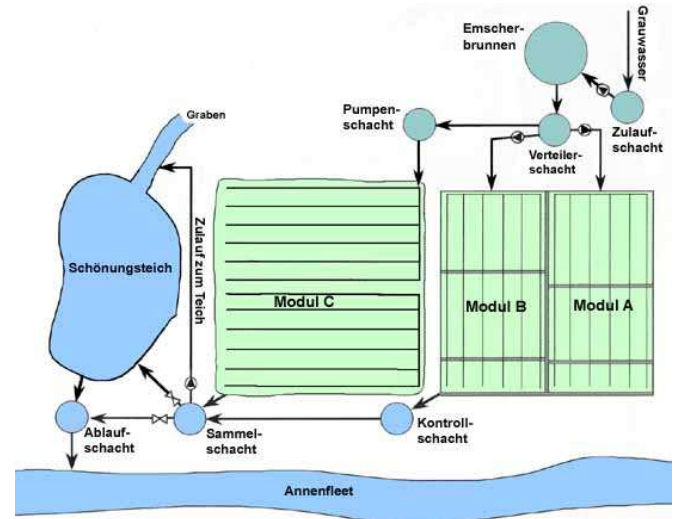 Emscher-
brunnen
Grauwasser
Pumpen-
schacht
Graben
Zulauf-
schacht
Verteiler-
schacht
Zulauf zum Teich
Schönungsteich
Modul C
Modul B
Modul A
Ablauf-
schacht
Sammel-
schacht
Kontroll-
schacht
Annenfleet